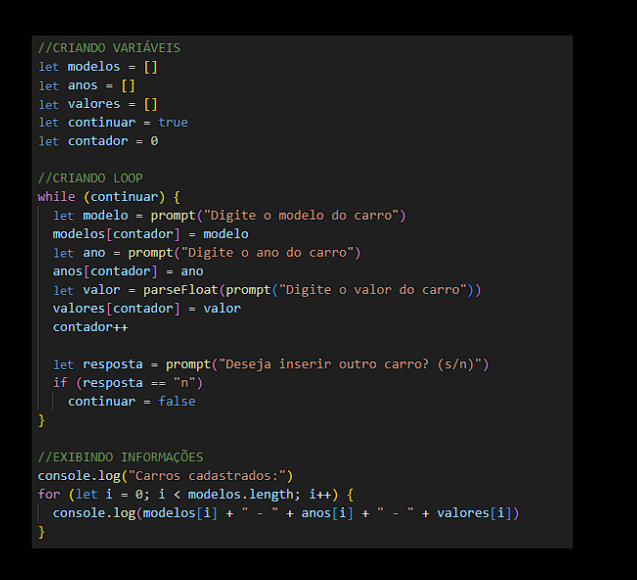 //CRIANDO VARIÁVEIS
let modelos = []
let anos = []
let valores = []
let continuar = true
let contador = 0

//CRIANDO LOOP
while (continuar) {
  let modelo = prompt("Digite o modelo do carro")
  modelos[contador] = modelo
  let ano = prompt("Digite o ano do carro")
  anos[contador] = ano
  let valor = parseFloat(prompt("Digite o valor do carro"))
  valores[contador] = valor
  contador++

  let resposta = prompt("Deseja inserir outro carro? (s/n)")
  if (resposta == "n")
    continuar = false
}

//EXIBINDO INFORMAÇÕES
console.log("Carros cadastrados:")
for (let i = 0; i < modelos.length; i++) {
  console.log(modelos[i] + " - " + anos[i] + " - " + valores[i])
}